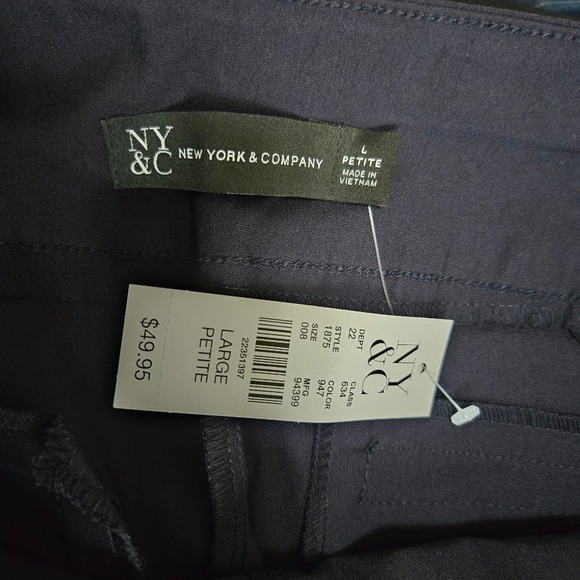 NY
&C
NEW YORK & COMPANY
L
PETITE
MADE IN
VIETNAM
NY
&C
DEPT
22
CLASS
634
STYLE
1875
COLOR
947
SIZE
008
MFG
94399
22351397
LARGE
PETITE
$49.95